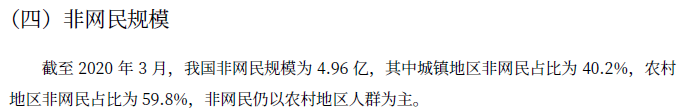 （四）非网民规模
截至 2020 年 3 月，我国非网民规模为 4.96 亿，其中城镇地区非网民占比为 40.2%，农村
地区非网民占比为 59.8%，非网民仍以农村地区人群为主。